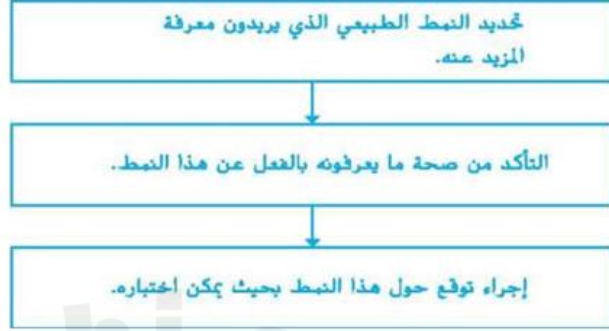 تحديد النمط الطبيعي الذي يريدون معرفة
المزيد عنه.
التأكد من صحة ما يعرفونه بالفعل عن هذا النمط.
إجراء توقع حول هذا النمط بحيث يمكن اختباره.